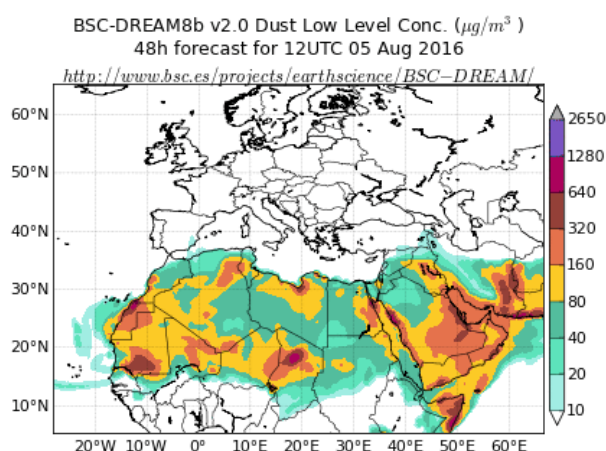 BSC-DREAM8b v2.0 Dust Low Level Conc. (μg/m³ )
48h forecast for 12UTC 05 Aug 2016
http://www.bsc.es/projects/earthscience/BSC−DREAM/
60°N
50°N
40°N
30°N
20°N
10°N
20°W 10°W 0° 10°E 20°E 30°E 40°E 50°E 60°E
2650
1280
640
320
160
80
40
20
10